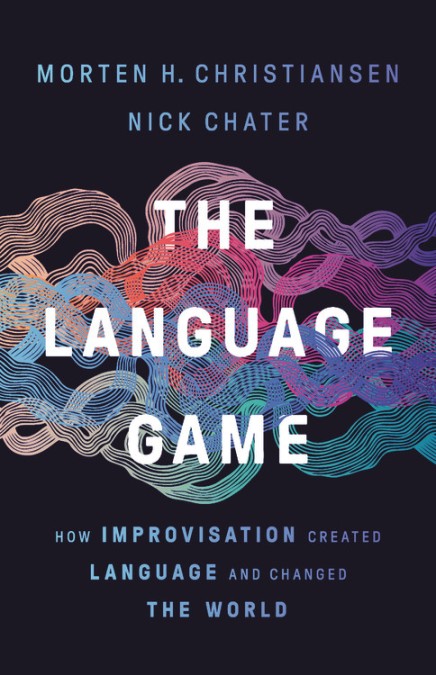 MORTEN H. CHRISTIANSEN
NICK CHATER
THE
LANGUAGE
GAME
HOW IMPROVISATION CREATED
LANGUAGE AND CHANGED
THE WORLD